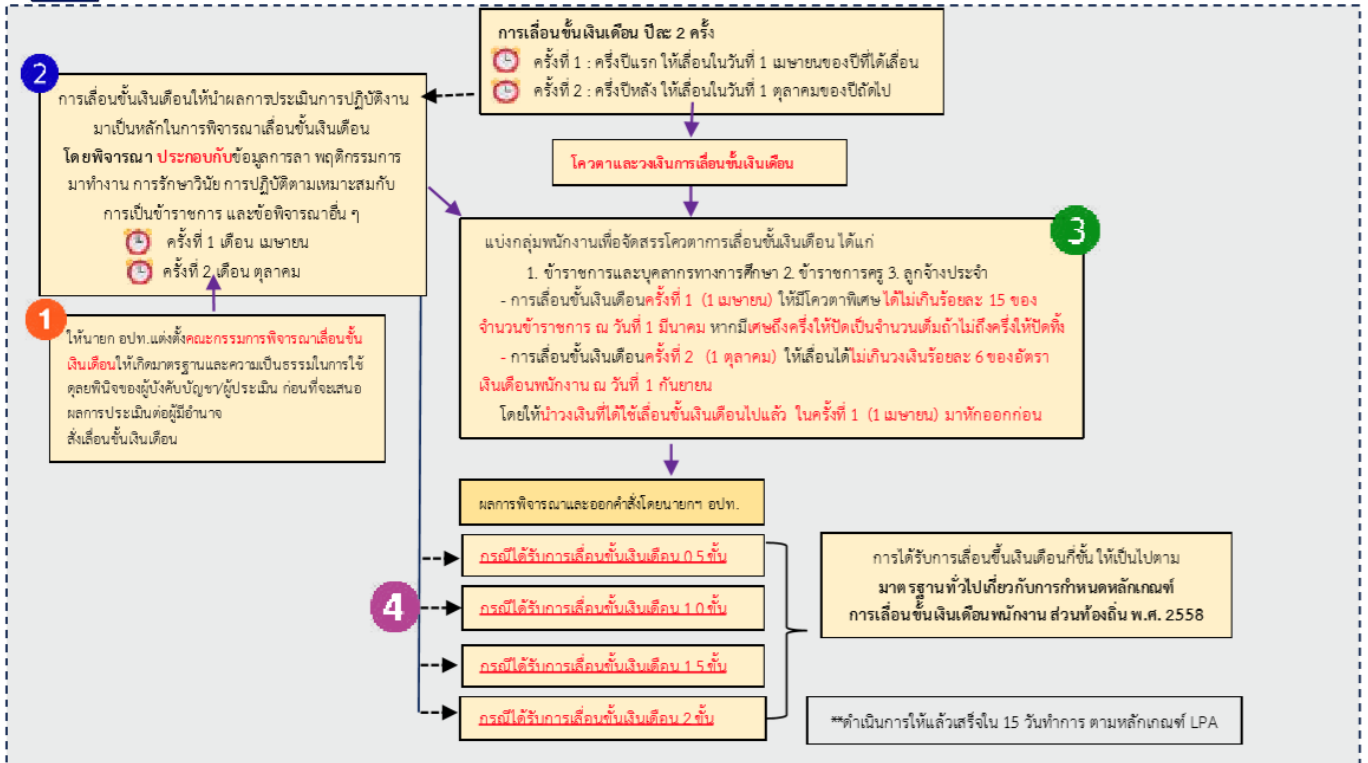 การเลื่อนขั้นเงินเดือน ปีละ 2 ครั้ง
ครั้งที่ 1 : ครึ่งปีแรก ให้เลื่อนในวันที่ 1 เมษายนของปีที่ได้เลื่อน
ครั้งที่ 2 : ครึ่งปีหลัง ให้เลื่อนในวันที่ 1 ตุลาคมของปีถัดไป
2
การเลื่อนขั้นเงินเดือนให้นำผลการประเมินการปฏิบัติงาน
มาเป็นหลักในการพิจารณาเลื่อนขั้นเงินเดือน
โดยพิจารณา ประกอบกับข้อมูลการลา พฤติกรรมการ
มาทำงาน การรักษาวินัย การปฏิบัติตามเหมาะสมกับ
การเป็นข้าราชการ และข้อพิจารณาอื่น ๆ
ครั้งที่ 1 เดือน เมษายน
ครั้งที่ 2 เดือน ตุลาคม
1
ให้นายก อปท.แต่งตั้งคณะกรรมการพิจารณาเลื่อนขั้น
เงินเดือนให้เกิดมาตรฐานและความเป็นธรรมในการใช้
ดุลยพินิจของผู้บังคับบัญชา/ผู้ประเมิน ก่อนที่จะเสนอ
ผลการประเมินต่อผู้มีอำนาจ
สั่งเลื่อนขั้นเงินเดือน
โควตาและวงเงินการเลื่อนขั้นเงินเดือน
3
แบ่งกลุ่มพนักงานเพื่อจัดสรรโควตาการเลื่อนขั้นเงินเดือน ได้แก่
1. ข้าราชการและบุคลากรทางการศึกษา 2. ข้าราชการครู 3. ลูกจ้างประจำ
- การเลื่อนขั้นเงินเดือนครั้งที่ 1 (1 เมษายน) ให้มีโควตาพิเศษ ได้ไม่เกินร้อยละ 15 ของ
จำนวนข้าราชการ ณ วันที่ 1 มีนาคม หากมีเศษถึงครึ่งให้ปัดเป็นจำนวนเต็มถ้าไม่ถึงครึ่งให้ปัดทิ้ง
- การเลื่อนขั้นเงินเดือนครั้งที่ 2 (1 ตุลาคม) ให้เลื่อนได้ไม่เกินวงเงินร้อยละ 6 ของอัตรา
เงินเดือนพนักงาน ณ วันที่ 1 กันยายน
โดยให้นำวงเงินที่ได้ใช้เลื่อนขั้นเงินเดือนไปแล้ว ในครั้งที่ 1 (1 เมษายน) มาหักออกก่อน
ผลการพิจารณาและออกคำสั่งโดยนายกฯ อปท.
4
กรณีได้รับการเลื่อนขั้นเงินเดือน 0.5 ขั้น
กรณีได้รับการเลื่อนขั้นเงินเดือน 1.0 ขั้น
กรณีได้รับการเลื่อนขั้นเงินเดือน 1.5 ขั้น
กรณีได้รับการเลื่อนขั้นเงินเดือน 2 ขั้น
การได้รับการเลื่อนขึ้นเงินเดือนกี่ขั้น ให้เป็นไปตาม
มาตรฐานทั่วไปเกี่ยวกับการกำหนดหลักเกณฑ์
การเลื่อนขั้นเงินเดือนพนักงาน ส่วนท้องถิ่น พ.ศ. 2558
**ดำเนินการให้แล้วเสร็จใน 15 วันทำการ ตามหลักเกณฑ์ LPA